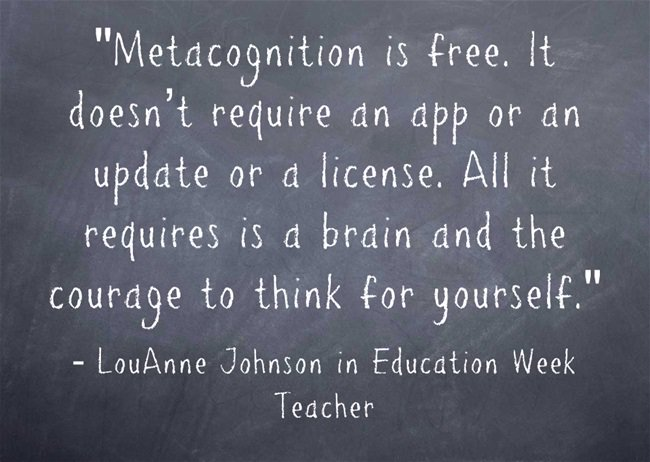 "Metacognition is free. It
doesn't require an app or an
update or a license. All it
requires is a brain and the
courage to think for yourself."
- LouAnne Johnson in Education Week
Teacher